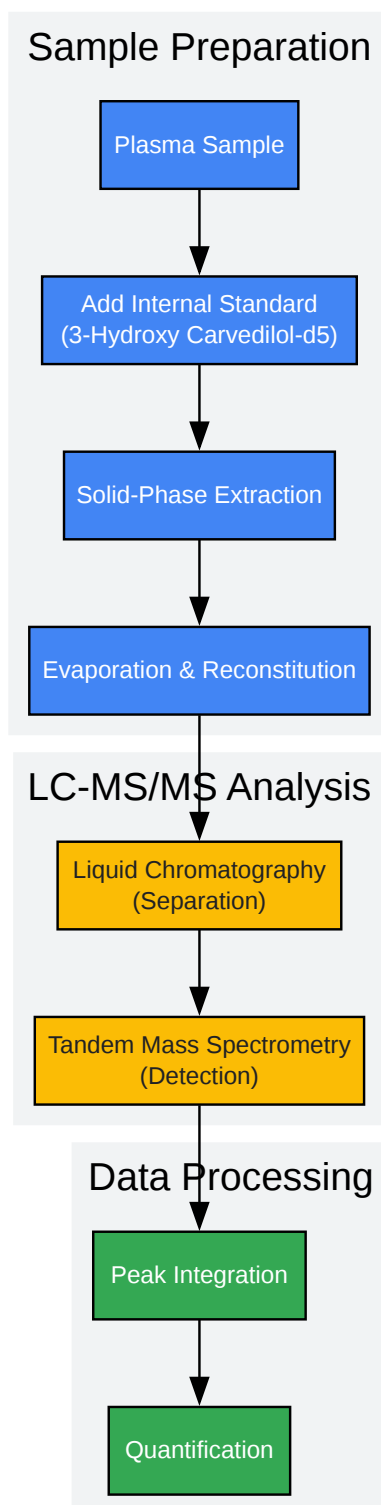 Sample Preparation
Plasma Sample
Add Internal Standard
(3-Hydroxy Carvedilol-d5)
Solid-Phase Extraction
Evaporation & Reconstitution
LC-MS/MS Analysis
Liquid Chromatography
(Separation)
Tandem Mass Spectrometry
(Detection)
Data Processing
Peak Integration
Quantification